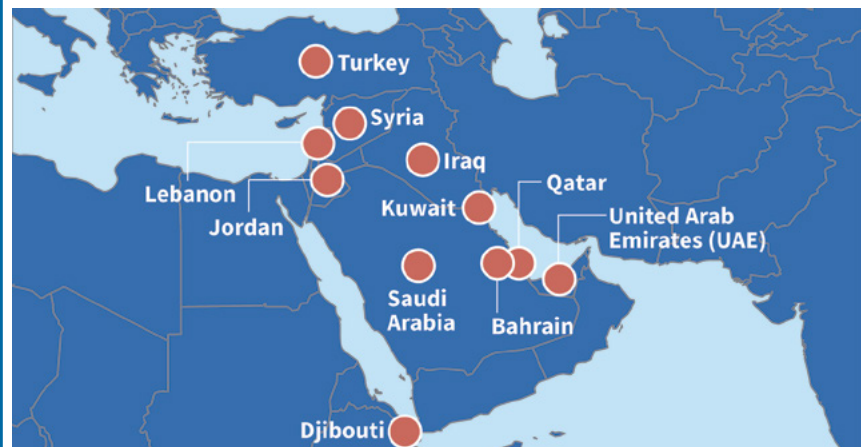 Turkey
Syria
Iraq
Lebanon
Jordan
Kuwait
Qatar
United Arab
Emirates (UAE)
Saudi
Arabia
Bahrain
Djibouti